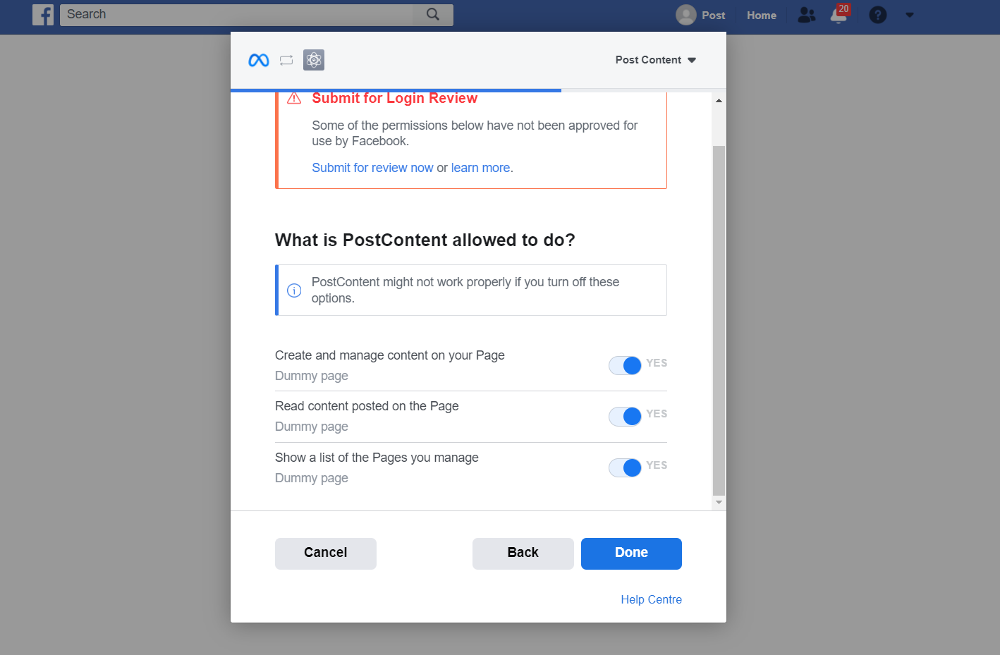 Search
Post
Home
20
?
Post Content
Submit for Login Review
Some of the permissions below have not been approved for
use by Facebook.
Submit for review now or learn more.
What is PostContent allowed to do?
PostContent might not work properly if you turn off these
options.
Create and manage content on your Page
YES
Dummy page
Read content posted on the Page
YES
Dummy page
Show a list of the Pages you manage
YES
Dummy page
Cancel
Back
Done
Help Centre